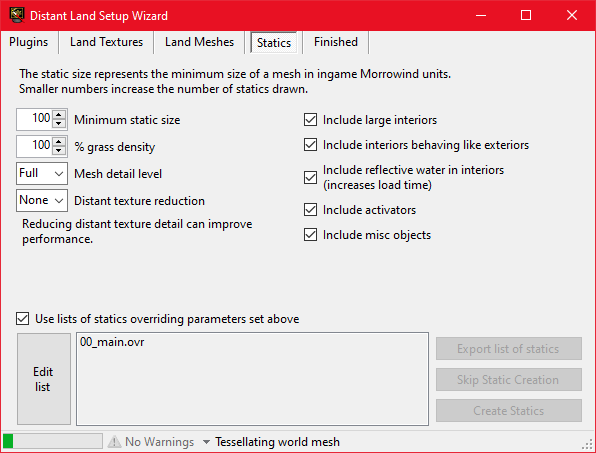 Distant Land Setup Wizard
Plugins
Land Textures
Land Meshes
Statics
Finished
The static size represents the minimum size of a mesh in ingame Morrowind units.
Smaller numbers increase the number of statics drawn.
100 Minimum static size
100 % grass density
Full Mesh detail level
None Distant texture reduction
Reducing distant texture detail can improve
performance.
Include large interiors
Include interiors behaving like exteriors
Include reflective water in interiors
(increases load time)
Include activators
Include misc objects
Use lists of statics overriding parameters set above
Edit
list
00_main.ovr
Export list of statics
Skip Static Creation
Create Statics
No Warnings
Tessellating world mesh